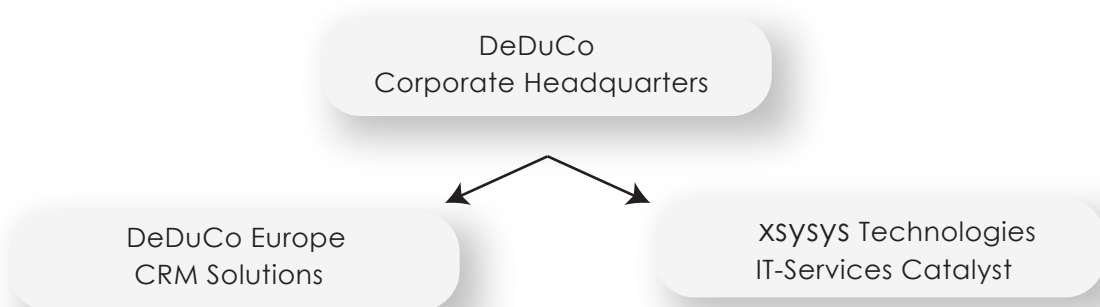 DeDuCo
Corporate Headquarters
DeDuCo Europe
CRM Solutions
xsysys Technologies
IT-Services Catalyst